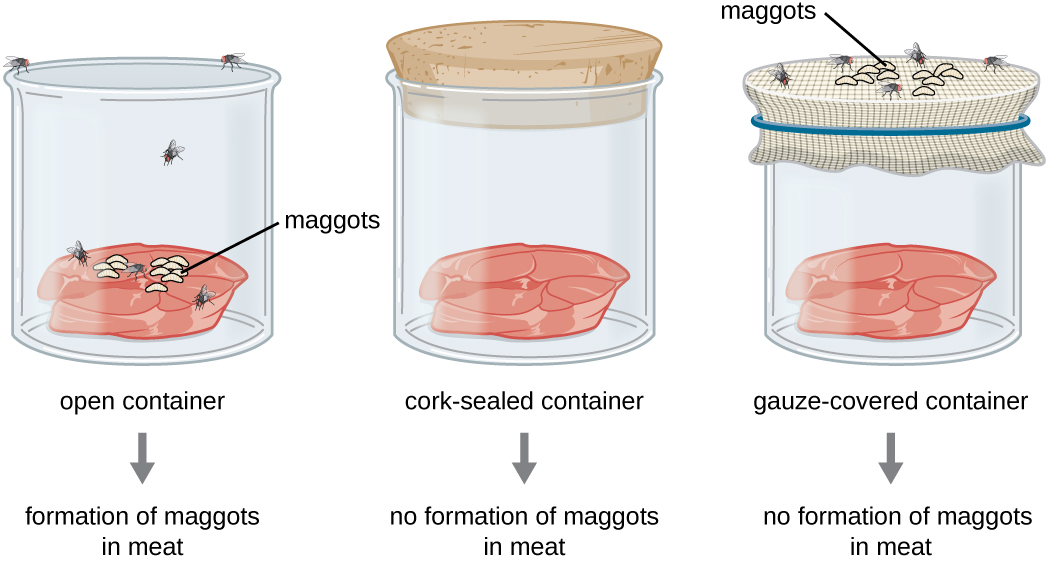 maggots
maggots
open container
cork-sealed container
gauze-covered container
formation of maggots
in meat
no formation of maggots
in meat
no formation of maggots
in meat